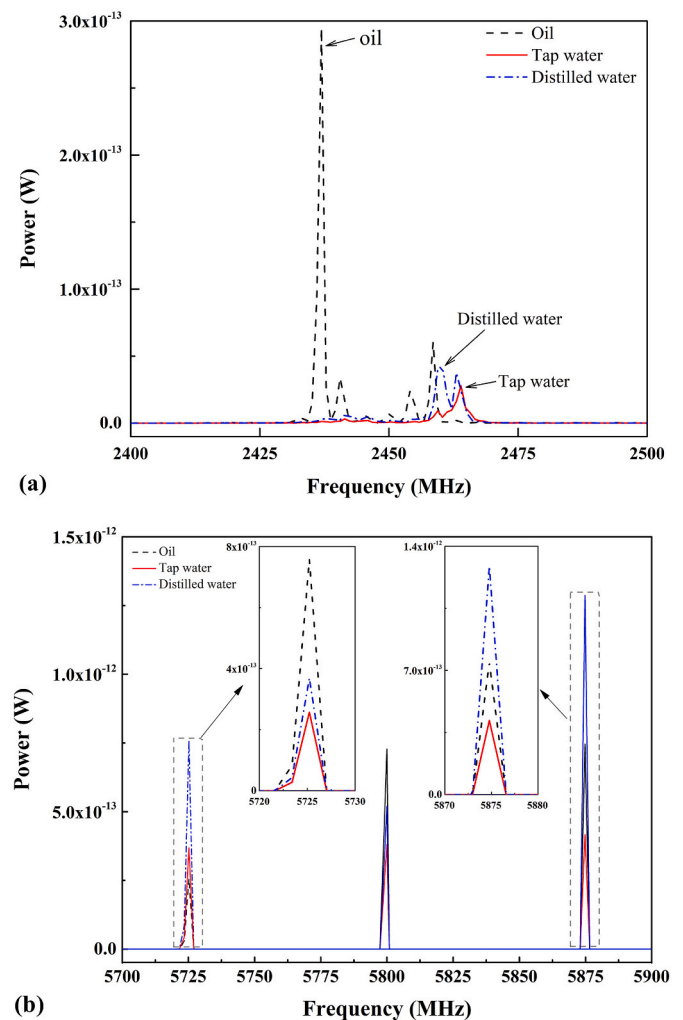 3.0x10⁻¹³
oil
Oil
Tap water
Distilled water
2.0x10⁻¹³
Power (W)
1.0x10⁻¹³
Distilled water
Tap water
0.0
2400 2425 2450 2475 2500
(a) Frequency (MHz)
1.5x10⁻¹²
8x10⁻¹³
1.4x10⁻¹²
Oil
Tap water
Distilled water
1.0x10⁻¹²
4x10⁻¹³
7.0x10⁻¹³
Power (W)
0
0.0
5720 5725 5730
5870 5875 5880
5.0x10⁻¹³
0.0
5700 5725 5750 5775 5800 5825 5850 5875 5900
(b) Frequency (MHz)